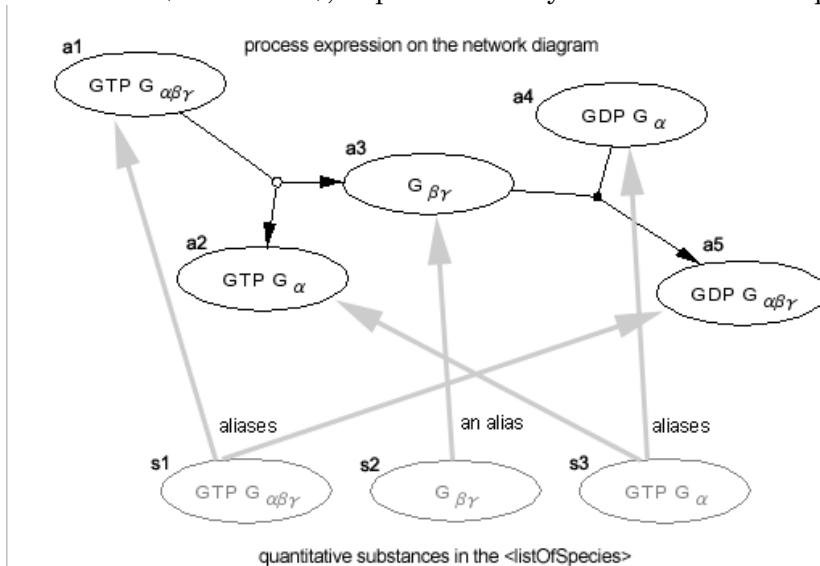 process expression on the network diagram
a1
GTP G αβγ
a4
GDP G α
a3
G βγ
a2
GTP G α
a5
GDP G αβγ
aliases
an alias
aliases
s1
GTP G αβγ
s2
G βγ
s3
GTP G α
quantitative substances in the <listOfSpecies>